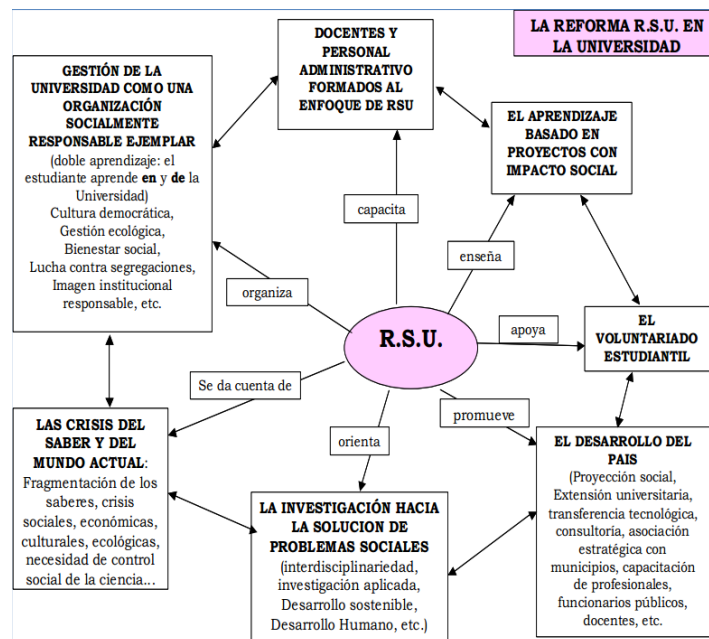 LA REFORMA R.S.U. EN
LA UNIVERSIDAD
DOCENTES Y
PERSONAL
ADMINISTRATIVO
FORMADOS AL
ENFOQUE DE RSU
GESTIÓN DE LA
UNIVERSIDAD COMO UNA
ORGANIZACIÓN
SOCIALMENTE
RESPONSABLE EJEMPLAR
(doble aprendizaje: el
estudiante aprende en y de la
Universidad)
Cultura democrática,
Gestión ecológica,
Bienestar social,
Lucha contra segregaciones,
Imagen institucional
responsable, etc.
EL APRENDIZAJE
BASADO EN
PROYECTOS CON
IMPACTO SOCIAL
capacita
enseña
organiza
R.S.U.
apoya
EL
VOLUNTARIADO
ESTUDIANTIL
Se da cuenta de
promueve
orienta
LAS CRISIS DEL
SABER Y DEL
MUNDO ACTUAL:
Fragmentación de los
saberes, crisis
sociales, económicas,
culturales, ecológicas,
necesidad de control
social de la ciencia...
LA INVESTIGACIÓN HACIA
LA SOLUCION DE
PROBLEMAS SOCIALES
(interdisciplinariedad,
investigación aplicada,
Desarrollo sostenible,
Desarrollo Humano, etc.)
EL DESARROLLO DEL
PAIS
(Proyección social,
Extensión universitaria,
transferencia tecnológica,
consultoría, asociación
estratégica con
municipios, capacitación
de profesionales,
funcionarios públicos,
docentes, etc.